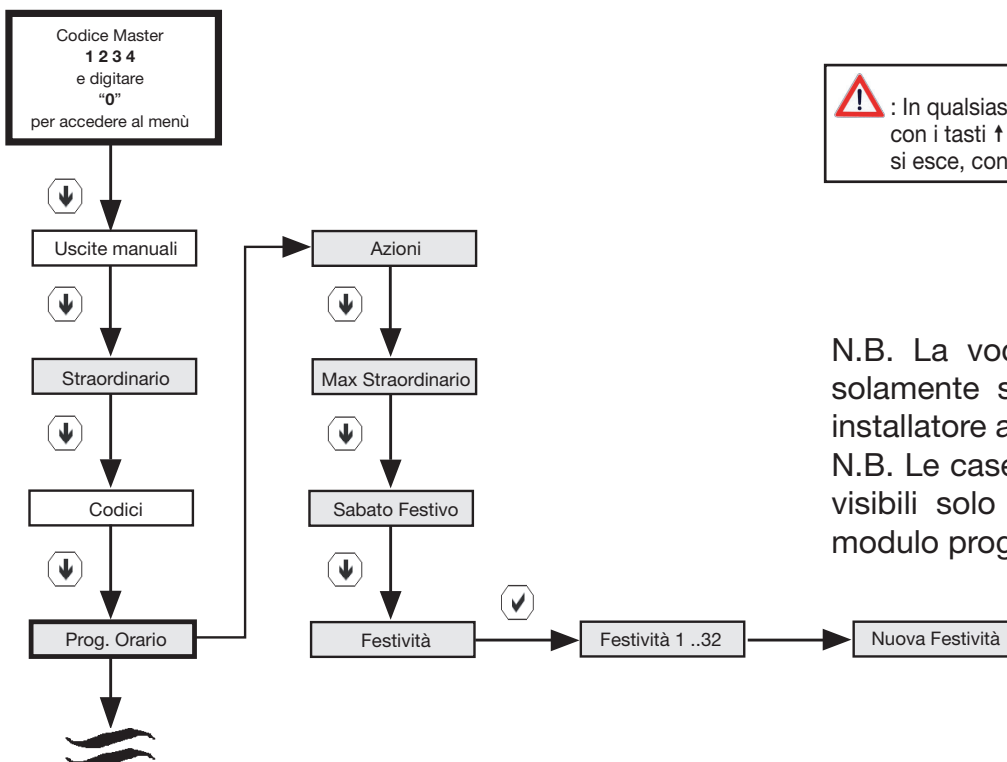 Codice Master
1 2 3 4
e digitare
“0”
per accedere al menù
Uscite manuali
Straordinario
Codici
Prog. Orario
Azioni
Max Straordinario
Sabato Festivo
Festività
Festività 1 ..32
Nuova Festività
: In qualsias
con i tasti ↑
si esce, con
N.B. La voc
solamente s
installatore a
N.B. Le case
visibili solo
modulo prog